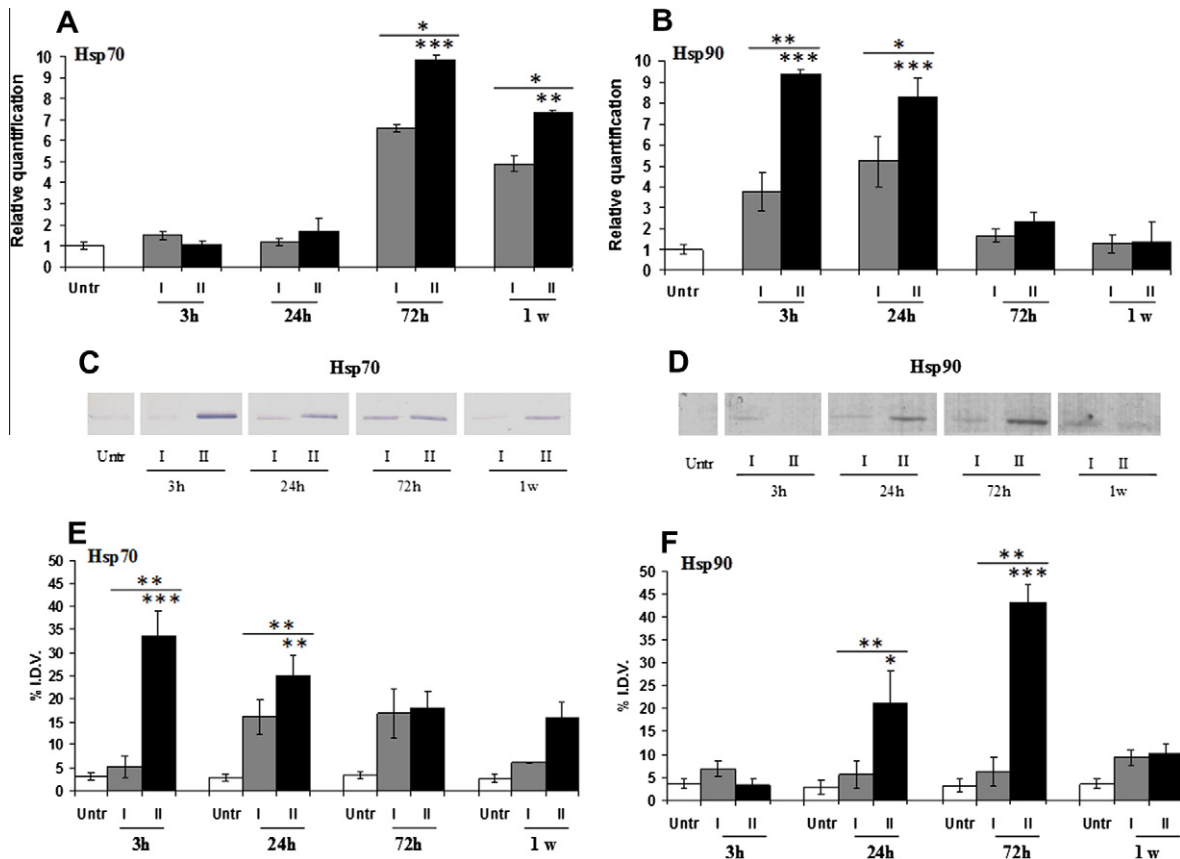 A
Hsp70
Relative quantification
10
9
8
7
6
5
4
3
2
1
0
*
***
*
**
Untr I II I II I II I II
3h 24h 72h 1 w
B
Hsp90
Relative quantification
10
9
8
7
6
5
4
3
2
1
0
**
***
*
***
Untr I II I II I II I II
3h 24h 72h 1 w
C
Hsp70
Untr I II I II I II I II
3h 24h 72h 1w
D
Hsp90
Untr I II I II I II I II
3h 24h 72h 1w
E
Hsp70
% I.D.V.
50
45
40
35
30
25
20
15
10
5
0
**
***
**
**
Untr I II Untr I II Untr I II Untr I II
3h 24h 72h 1 w
F
Hsp90
% I.D.V.
50
45
40
35
30
25
20
15
10
5
0
**
*
**
***
Untr I II Untr I II Untr I II Untr I II
3h 24h 72h 1 w